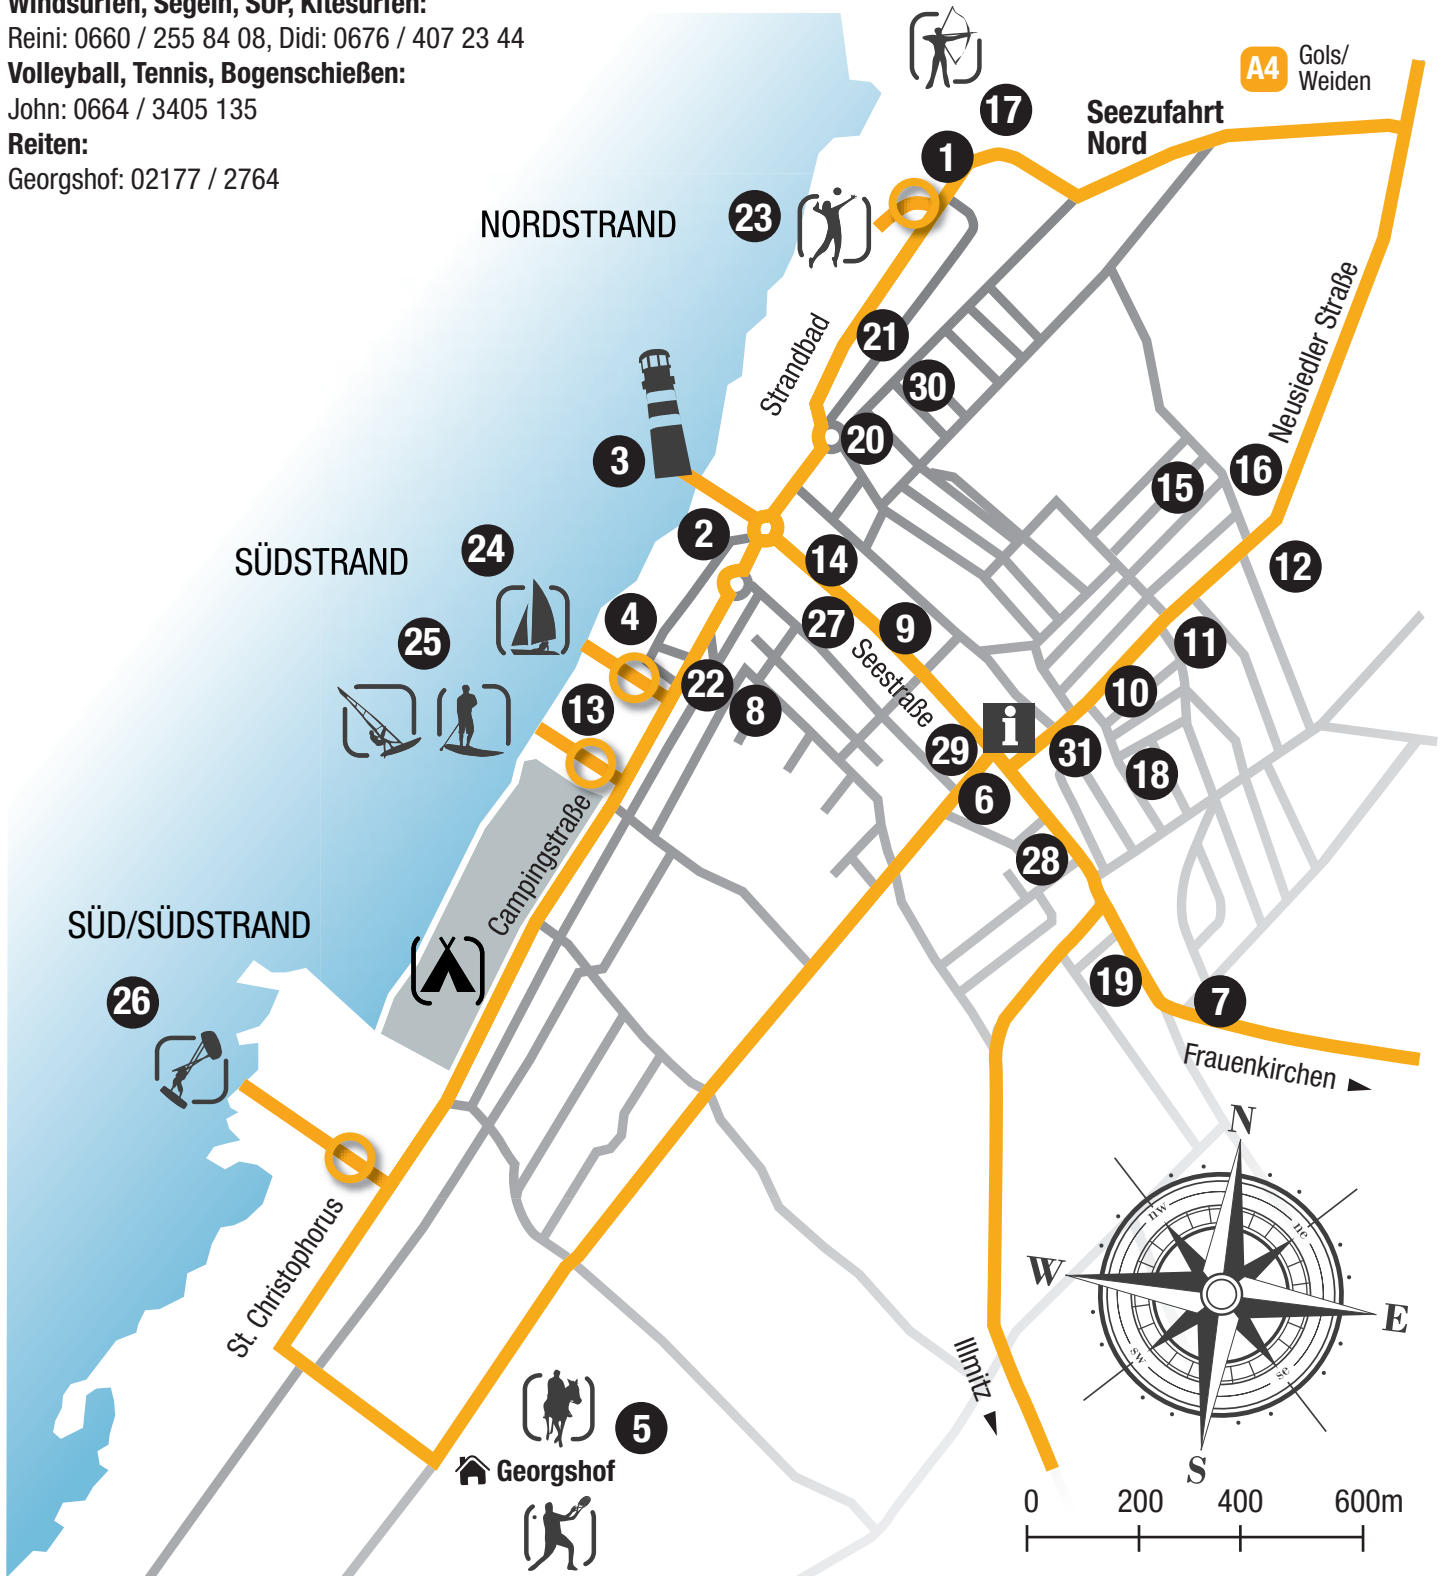 Windsurfen, Segeln, SUP, Kitesurfen:
Reini: 0660 / 255 84 08, Didi: 0676 / 407 23 44
Volleyball, Tennis, Bogenschießen:
John: 0664 / 3405 135
Reiten:
Georgshof: 02177 / 2764
A4
Gols/
Weiden
17
Seezufahrt
Nord
1
23
NORDSTRAND
Strandbad
21
30
20
Neusiedler Straße
3
16
15
2
14
12
24
SÜDSTRAND
4
27
9
25
11
22
8
Seestraße
10
13
i
29
31
18
6
Campingstraße
28
SÜD/SÜDSTRAND
26
19
7
Frauenkirchen
N
nw
ne
W
E
sw
se
S
St. Christophorus
Illmitz
5
Georgshof
0 200 400 600m